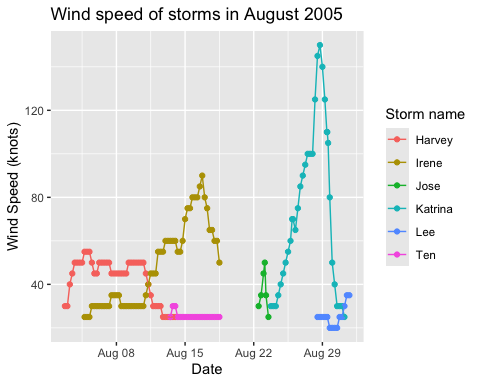 Wind speed of storms in August 2005
Wind Speed (knots)
120
80
40
Aug 08 Aug 15 Aug 22 Aug 29
Date
Storm name
Harvey
Irene
Jose
Katrina
Lee
Ten